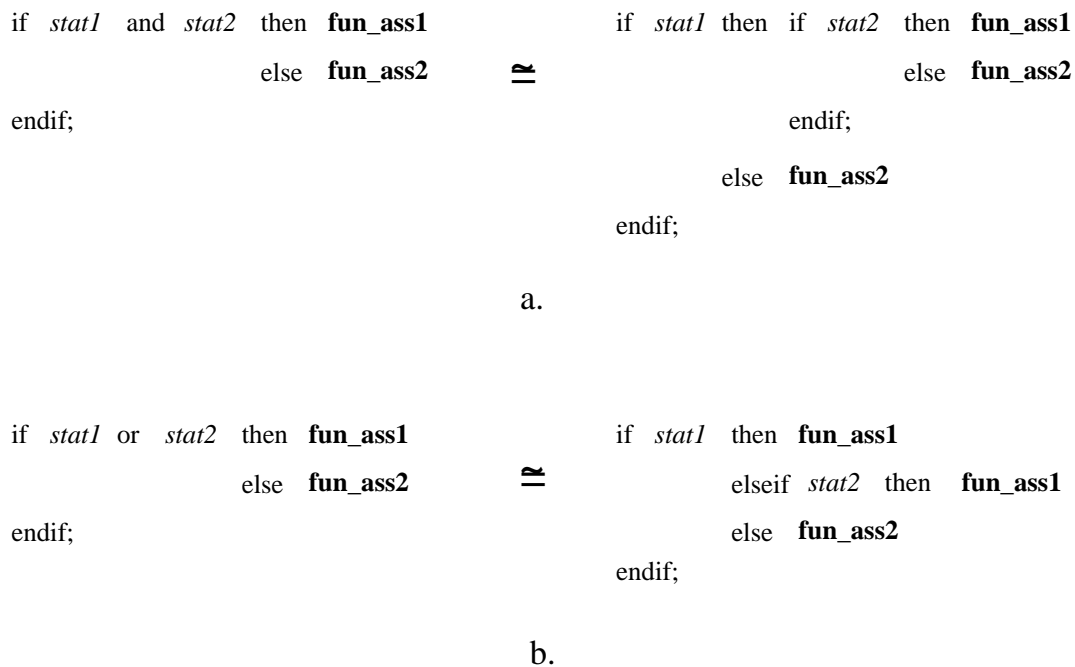 if stat1 and stat2 then fun_ass1
else fun_ass2
endif;
≅
if stat1 then if stat2 then fun_ass1
else fun_ass2
endif;
else fun_ass2
endif;
a.
if stat1 or stat2 then fun_ass1
else fun_ass2
endif;
≅
if stat1 then fun_ass1
elseif stat2 then fun_ass1
else fun_ass2
endif;
b.